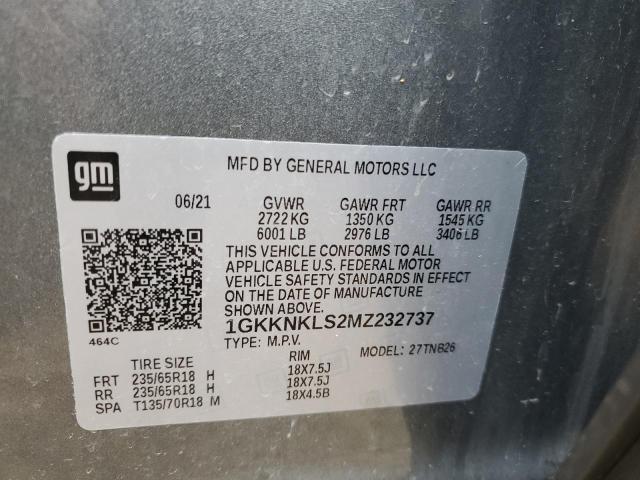 gm
MFD BY GENERAL MOTORS LLC
06/21 GVWR GAWR FRT GAWR RR
2722 KG 1350 KG 1545 KG
6001 LB 2976 LB 3406 LB
THIS VEHICLE CONFORMS TO ALL
APPLICABLE U.S. FEDERAL MOTOR
VEHICLE SAFETY STANDARDS IN EFFECT
ON THE DATE OF MANUFACTURE
SHOWN ABOVE.
1GKKNKLS2MZ232737
464C
TYPE: M.P.V. MODEL: 27TNB26
TIRE SIZE RIM
FRT 235/65R18 H 18X7.5J
RR 235/65R18 H 18X7.5J
SPA T135/70R18 M 18X4.5B